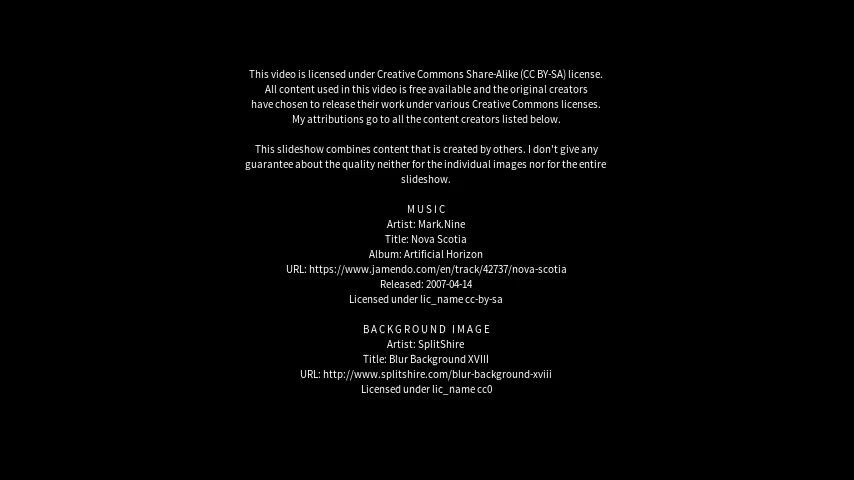 This video is licensed under Creative Commons Share-Alike (CC BY-SA) license.
All content used in this video is free available and the original creators
have chosen to release their work under various Creative Commons licenses.
My attributions go to all the content creators listed below.
This slideshow combines content that is created by others. I don't give any
guarantee about the quality neither for the individual images nor for the entire
slideshow.
MUSIC
Artist: Mark.Nine
Title: Nova Scotia
Album: Artificial Horizon
URL: https://www.jamendo.com/en/track/42737/nova-scotia
Released: 2007-04-14
Licensed under lic_name cc-by-sa
BACKGROUND IMAGE
Artist: SplitShire
Title: Blur Background XVIII
URL: http://www.splitshire.com/blur-background-xviii
Licensed under lic_name cc0